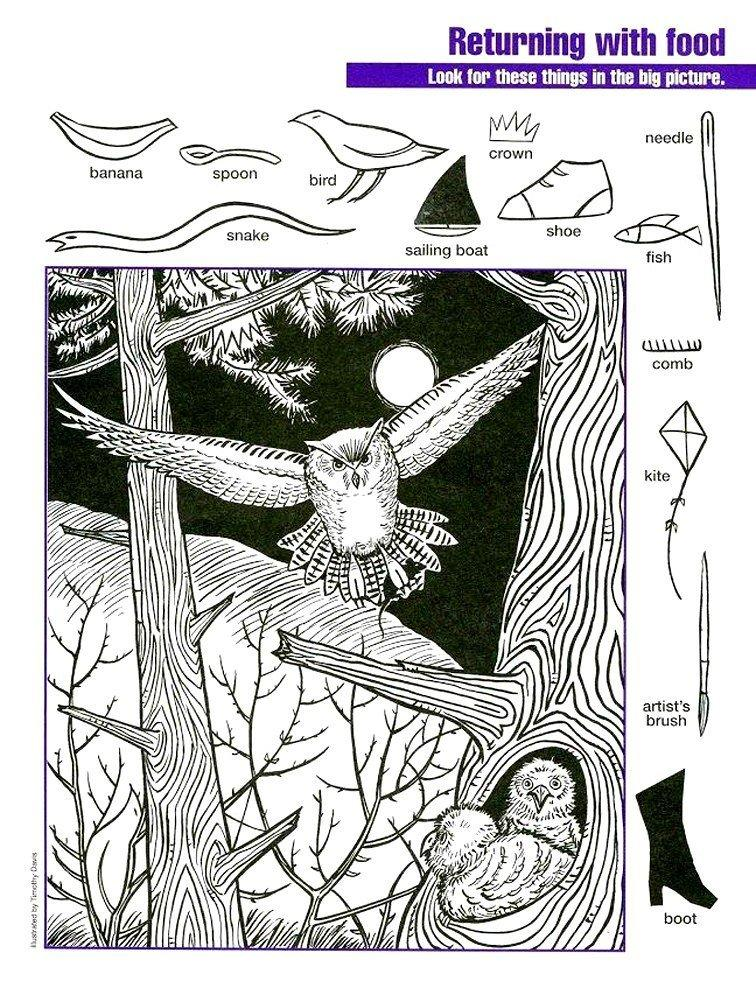 Returning with food
Look for these things in the big picture.
banana
spoon
bird
crown
needle
snake
sailing boat
shoe
fish
comb
kite
artist's
brush
boot
Illustrated by Timothy Davis